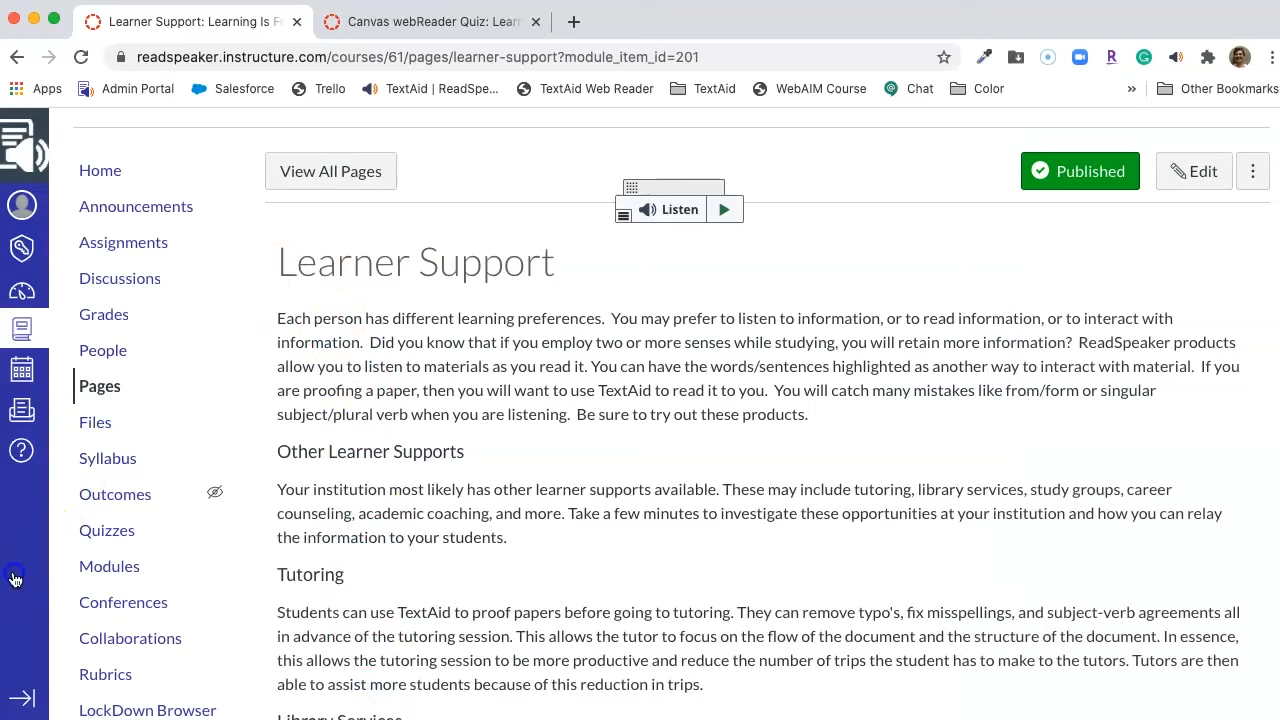 Learner Support: Learning Is F
Canvas webReader Quiz: Lear
readspeaker.instructure.com/courses/61/pages/learner-support?module_item_id=201
Apps Admin Portal Salesforce Trello TextAid | ReadSpe... TextAid Web Reader TextAid WebAIM Course Chat Color » Other Bookmarks
Home
Announcements
Assignments
Discussions
Grades
People
Pages
Files
Syllabus
Outcomes
Quizzes
Modules
Conferences
Collaborations
Rubrics
LockDown Browser
View All Pages
Published
Edit
Listen
Learner Support
Each person has different learning preferences. You may prefer to listen to information, or to read information, or to interact with
information. Did you know that if you employ two or more senses while studying, you will retain more information? ReadSpeaker products
allow you to listen to materials as you read it. You can have the words/sentences highlighted as another way to interact with material. If you
are proofing a paper, then you will want to use TextAid to read it to you. You will catch many mistakes like from/form or singular
subject/plural verb when you are listening. Be sure to try out these products.
Other Learner Supports
Your institution most likely has other learner supports available. These may include tutoring, library services, study groups, career
counseling, academic coaching, and more. Take a few minutes to investigate these opportunities at your institution and how you can relay
the information to your students.
Tutoring
Students can use TextAid to proof papers before going to tutoring. They can remove typo's, fix misspellings, and subject-verb agreements all
in advance of the tutoring session. This allows the tutor to focus on the flow of the document and the structure of the document. In essence,
this allows the tutoring session to be more productive and reduce the number of trips the student has to make to the tutors. Tutors are then
able to assist more students because of this reduction in trips.
Library Services